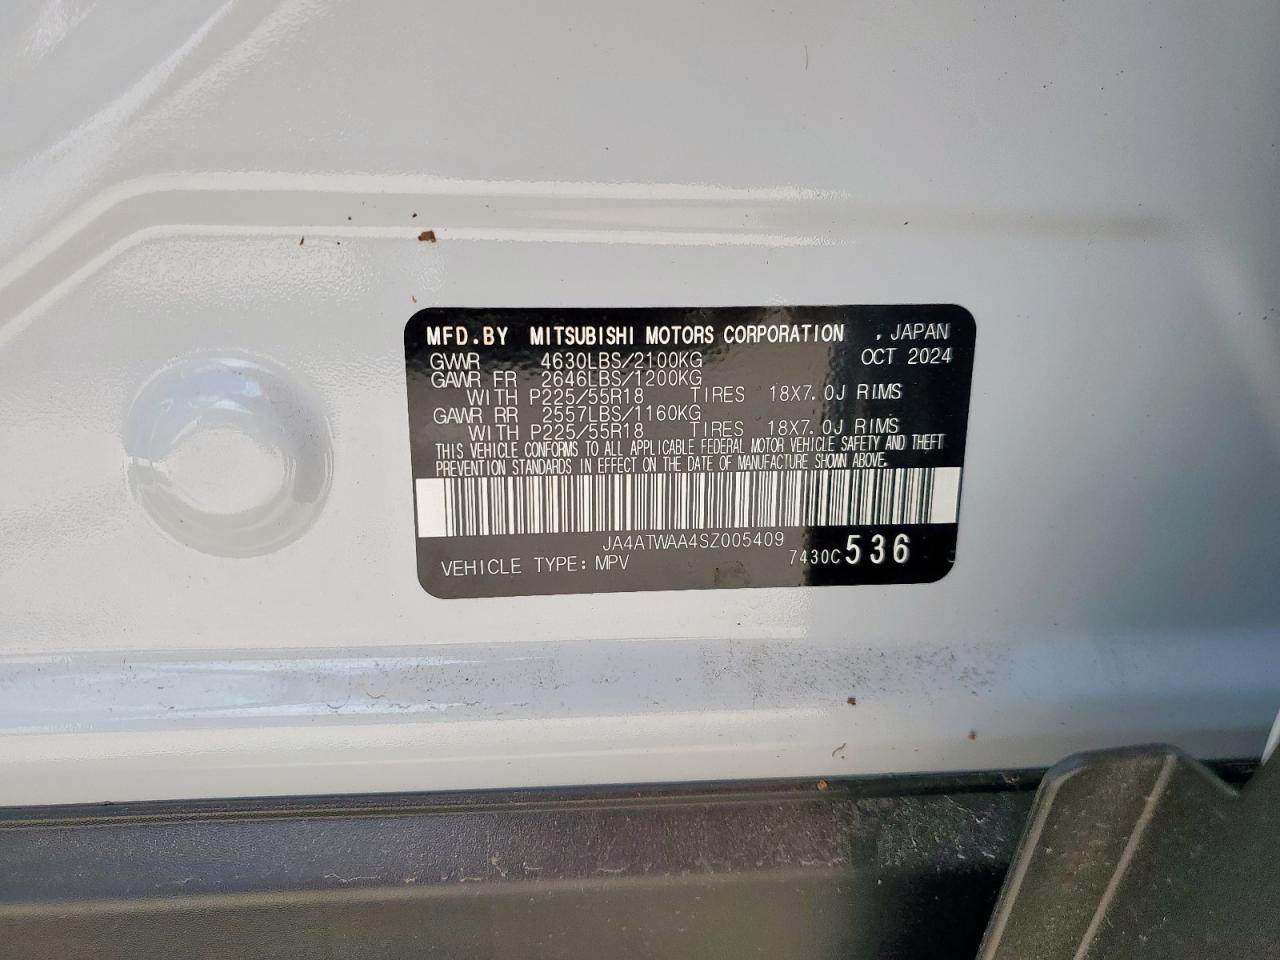 MFD.BY MITSUBISHI MOTORS CORPORATION , JAPAN
GVWR 4630LBS/2100KG OCT 2024
GAWR FR 2646LBS/1200KG
WITH P225/55R18 TIRES 18X7.0J RIMS
GAWR RR 2557LBS/1160KG
WITH P225/55R18 TIRES 18X7.0J RIMS
THIS VEHICLE CONFORMS TO ALL APPLICABLE FEDERAL MOTOR VEHICLE SAFETY AND THEFT
PREVENTION STANDARDS IN EFFECT ON THE DATE OF MANUFACTURE SHOWN ABOVE.
JA4ATWAA4SZ005409
VEHICLE TYPE: MPV 7430C 536